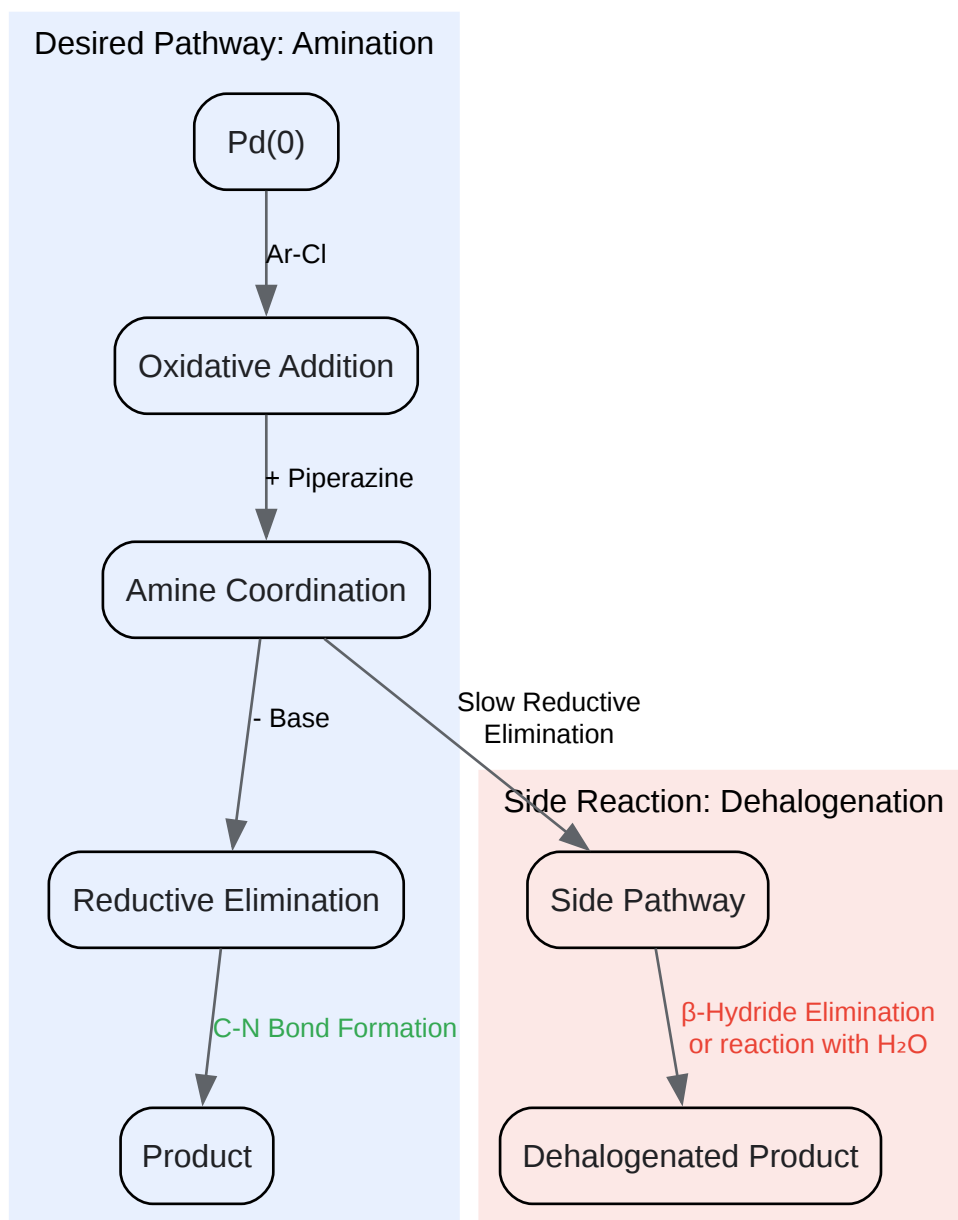 Desired Pathway: Amination
Pd(0)
Ar-Cl
Oxidative Addition
+ Piperazine
Amine Coordination
Slow Reductive
Elimination
- Base
Side Reaction: Dehalogenation
Reductive Elimination
Side Pathway
C-N Bond Formation
β-Hydride Elimination
or reaction with H₂O
Product
Dehalogenated Product